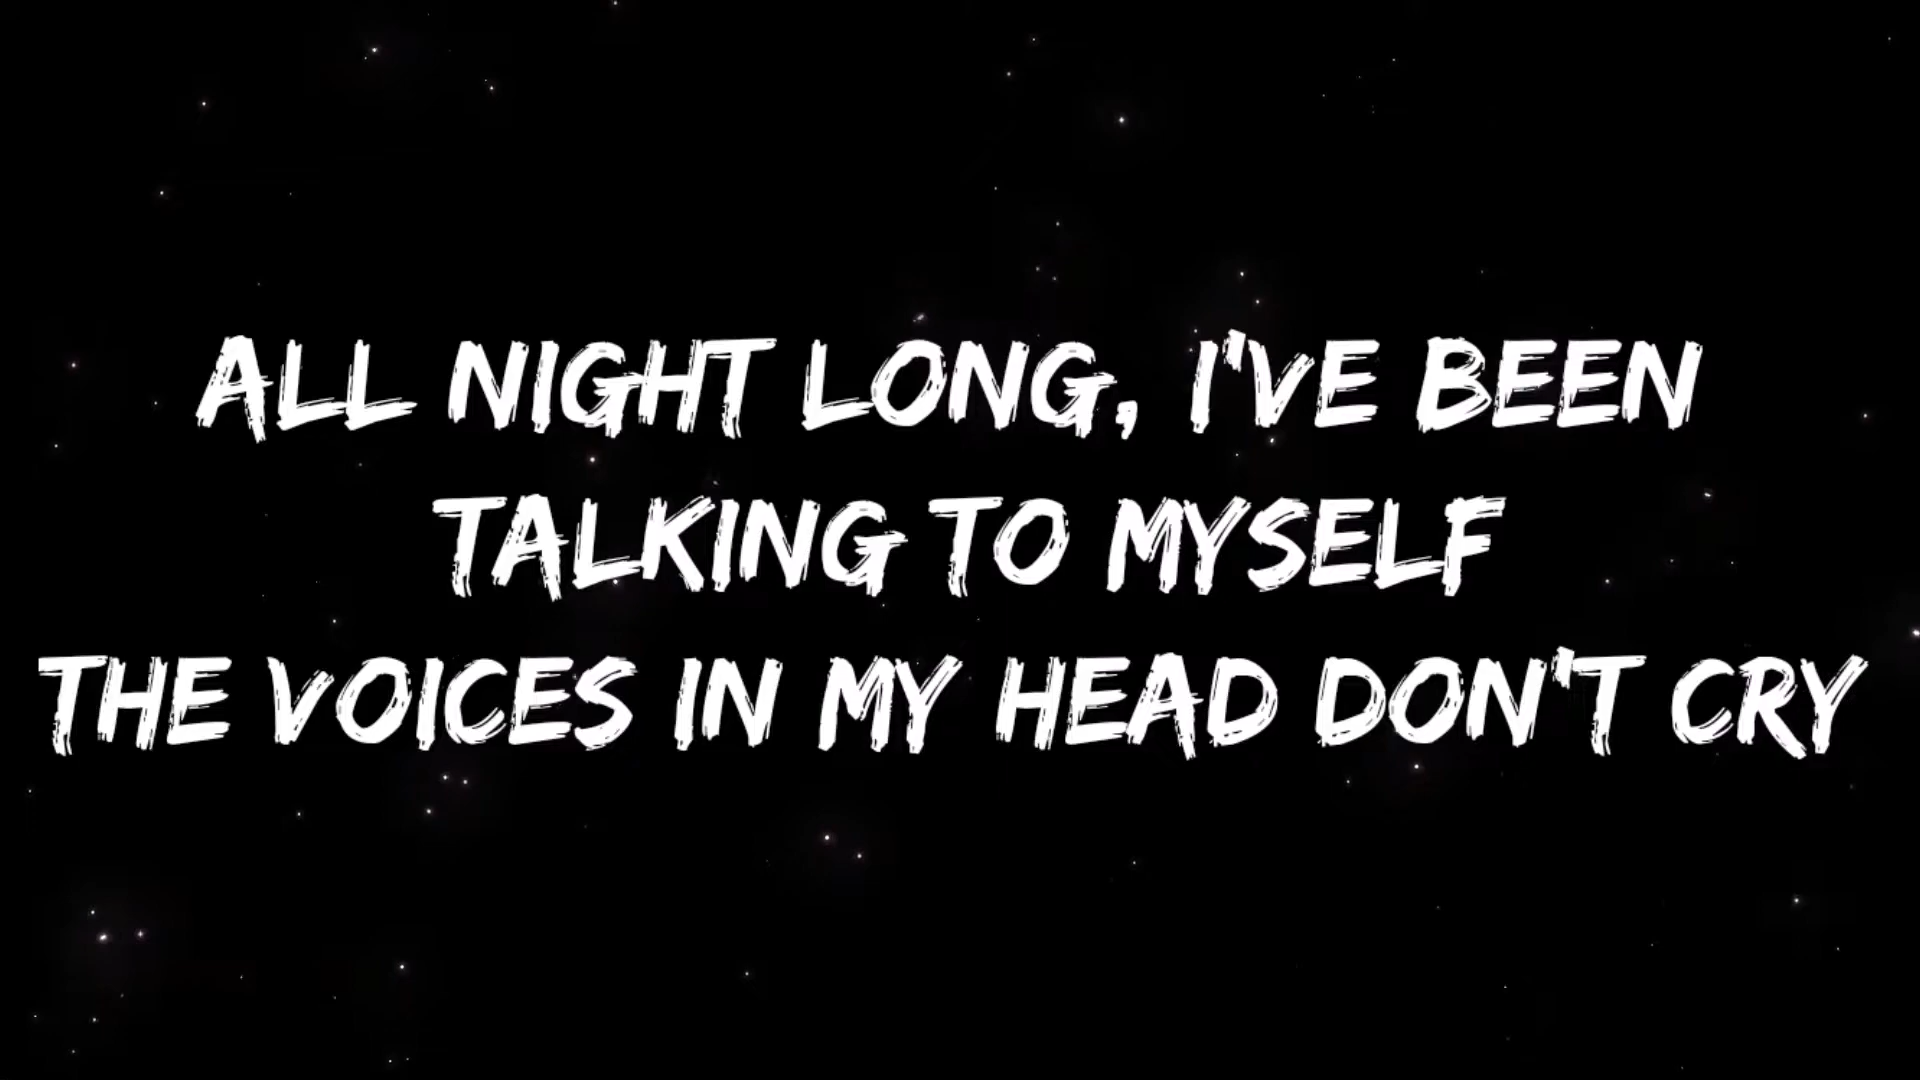 ALL NIGHT LONG, I'VE BEEN
TALKING TO MYSELF
THE VOICES IN MY HEAD DON'T CRY